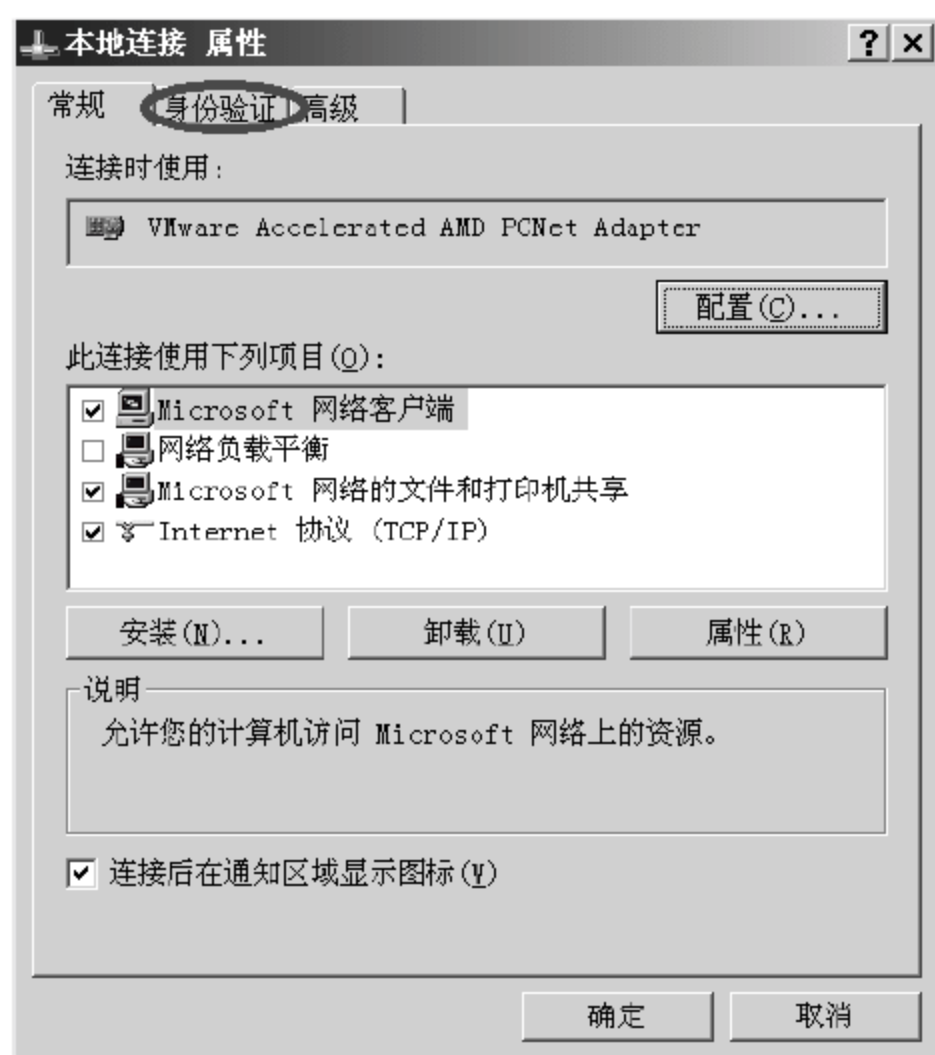 本地连接 属性
常规 身份验证 高级
连接时使用:
VMware Accelerated AMD PCNet Adapter
配置(C)...
此连接使用下列项目(O):
Microsoft 网络客户端
网络负载平衡
Microsoft 网络的文件和打印机共享
Internet 协议 (TCP/IP)
安装(N)... 卸载(U) 属性(R)
说明
允许您的计算机访问 Microsoft 网络上的资源。
连接后在通知区域显示图标(W)
确定 取消